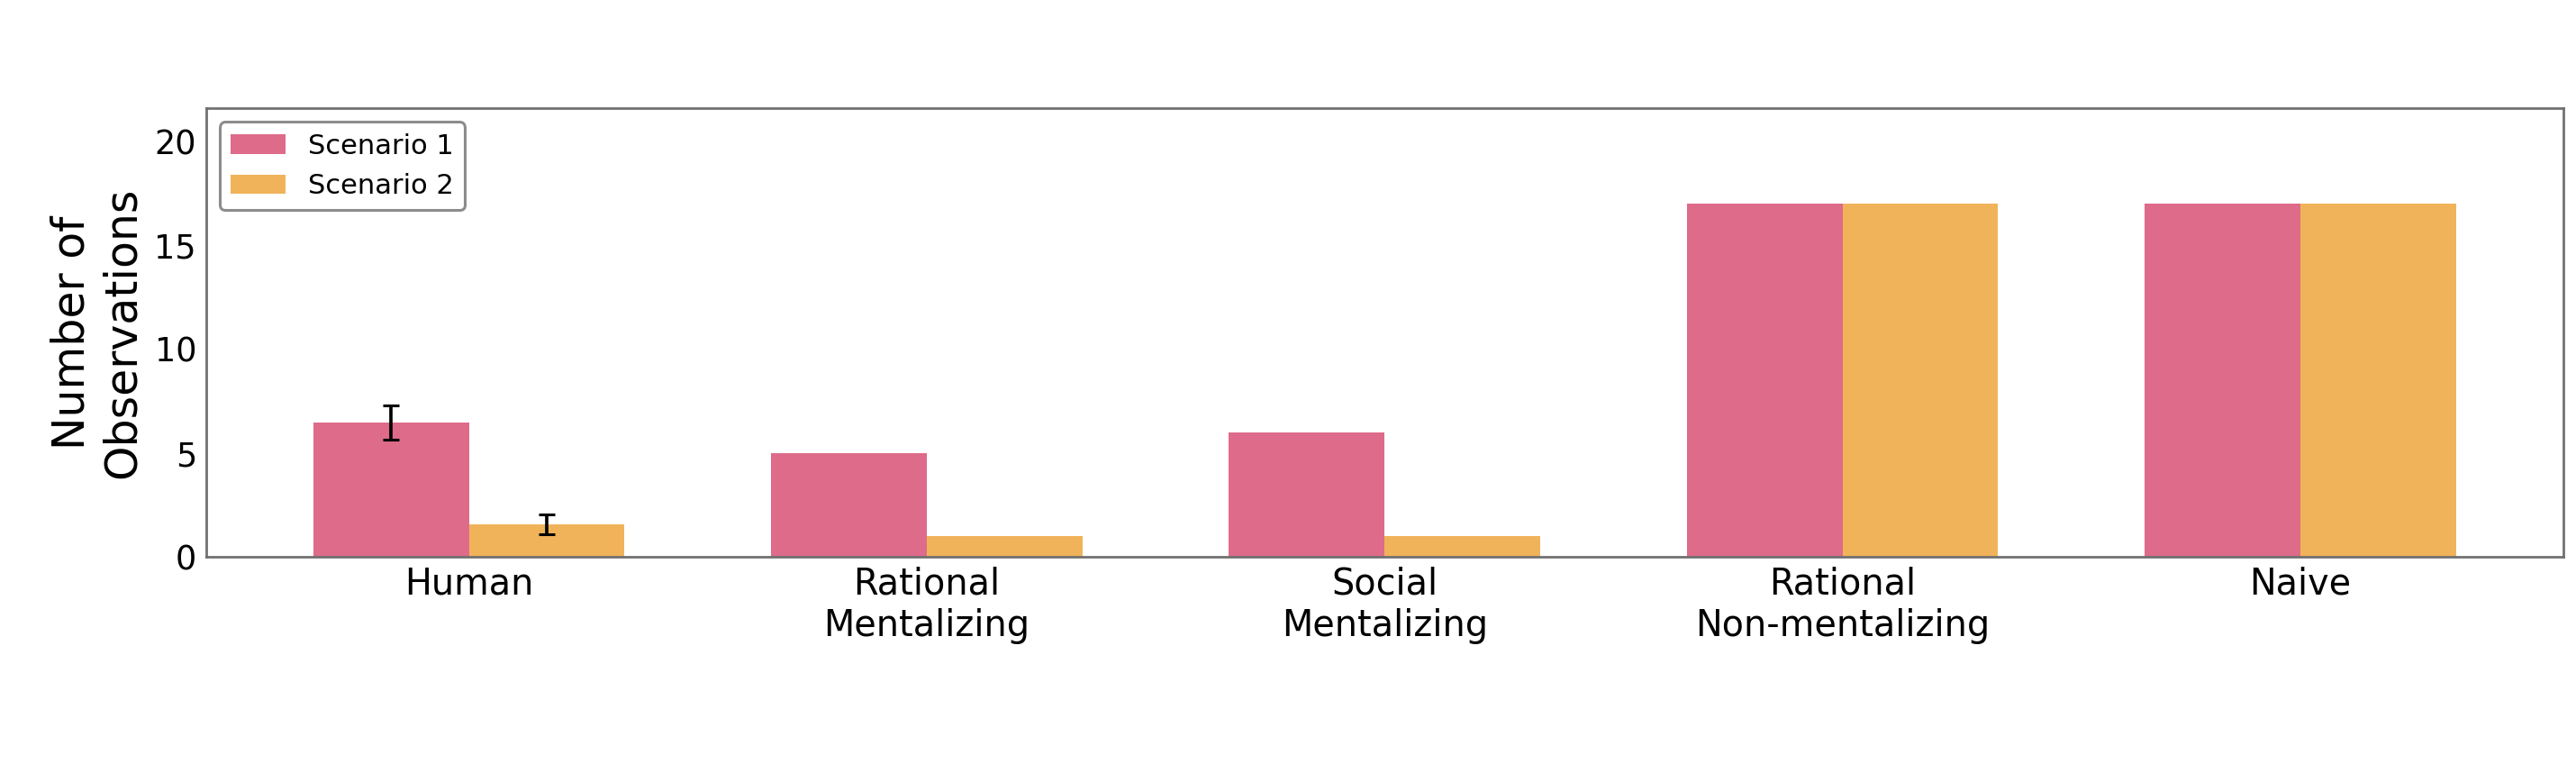 Number of
Observations
20
15
10
5
0
Scenario 1
Scenario 2
Human
Rational
Mentalizing
Social
Mentalizing
Rational
Non-mentalizing
Naive